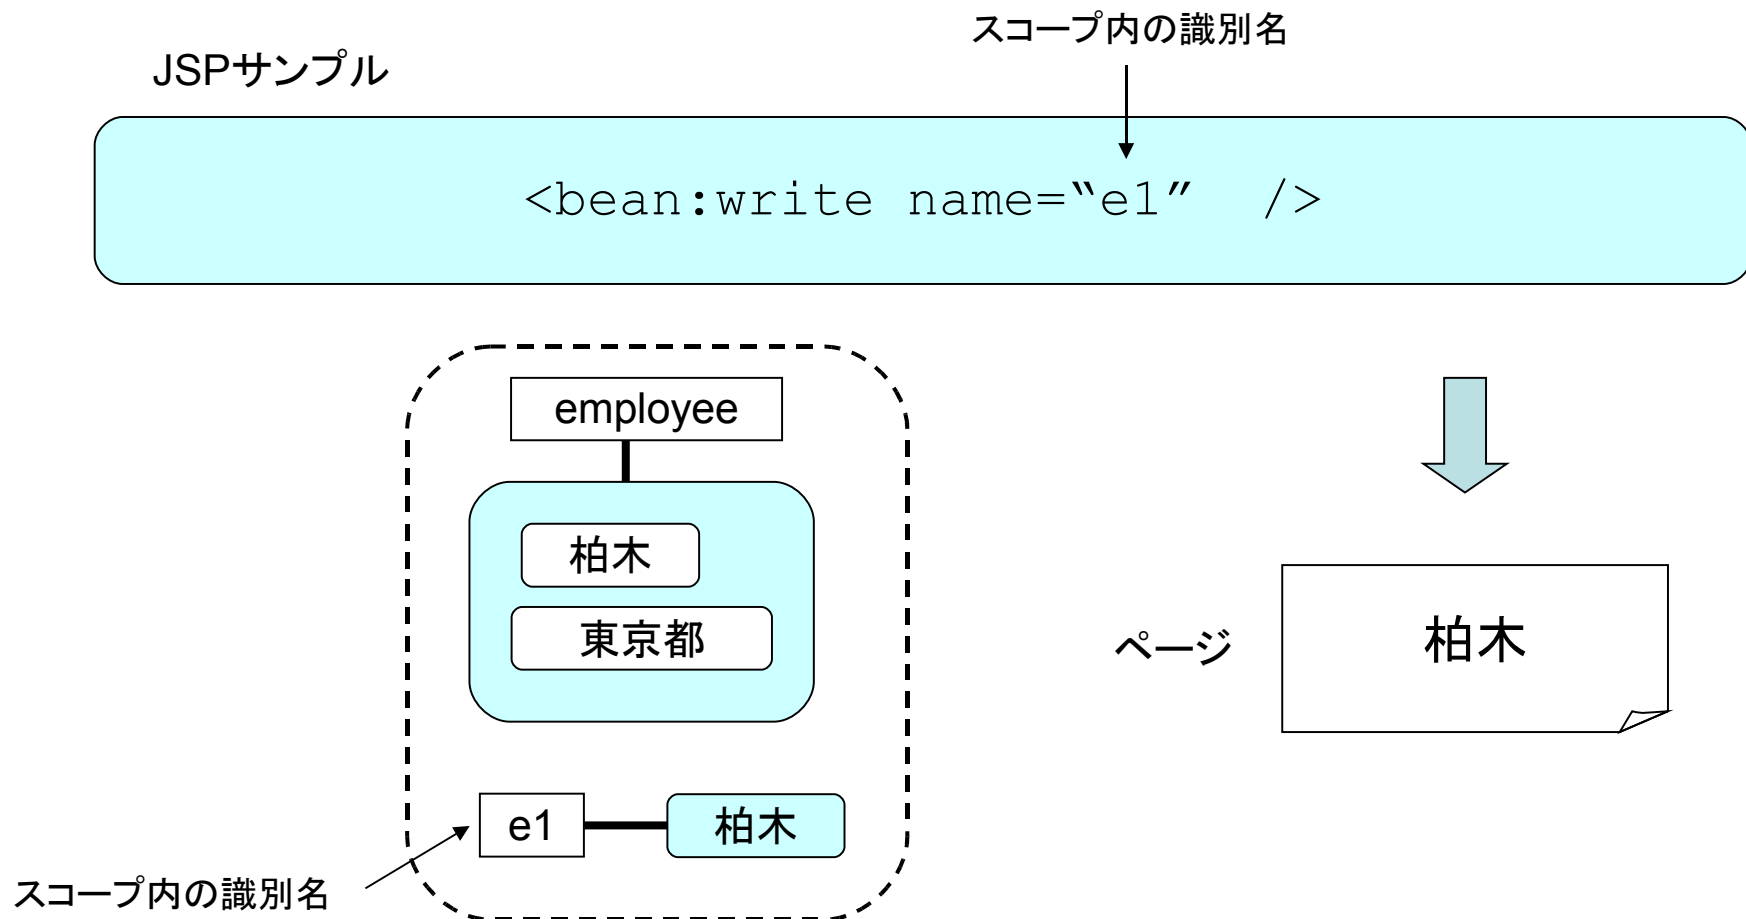 スコープ内の識別名
JSPサンプル
<bean:write name=“e1” />
employee
柏木
東京都
ページ
柏木
e1
柏木
スコープ内の識別名